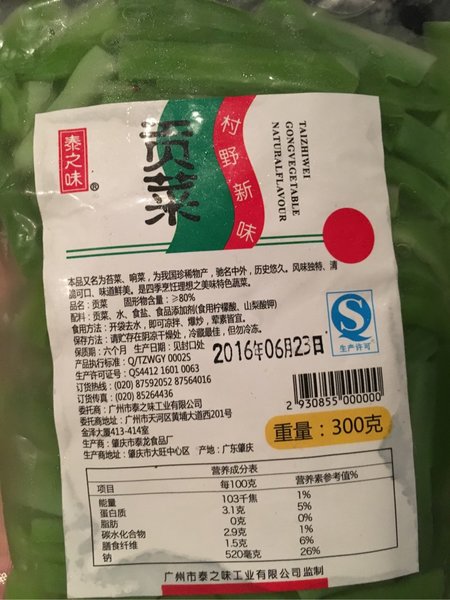 泰之味®
贡菜
村野新味
TAIZHIWEI
GONGVEGETABLE
NATURALFLAVOUR
本品又名为苔菜、响菜，为我国珍稀物产，驰名中外，历史悠久。风味独特、清
脆可口、味道鲜美。是四季烹饪理想之美味特色蔬菜。
品名：贡菜 固形物含量：≥80%
配料：贡菜、水、食盐、食品添加剂(食用柠檬酸、山梨酸钾)
食用方法：开袋去水，即可凉拌、爆炒，荤素皆宜。
保存方法：请贮存在阴凉干燥处，冷藏最佳，但勿冷冻。
保质期：六个月 生产日期：见封口处
产品执行标准号：Q/TZWGY 0002S
生产许可证号：QS4412 1601 0063
订货热线：(020) 87592052 87564016
订货传真：(020) 85264436
委托商：广州市泰之味工业有限公司
委托商地址：广州市天河区黄埔大道西201号
金泽大厦413-414室
生产商：肇庆市泰龙食品厂
生产商地址：肇庆市大旺中心区 产地：广东肇庆
2016年06月23日
QS
生产许可
2 930855 000000
重量：300克
营养成分表
项目 每100克 营养素参考值%
能量 103千焦 1%
蛋白质 3.1克 5%
脂肪 0克 0%
碳水化合物 2.9克 1%
膳食纤维 1.5克 6%
钠 520毫克 26%
广州市泰之味工业有限公司监制